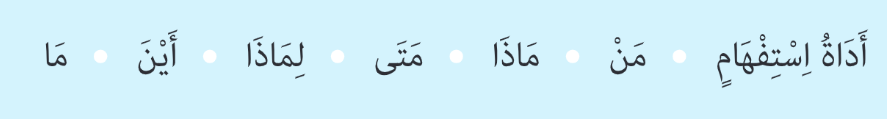 أَدَاةُ اِسْتِفْهَامٍ • مَنْ • مَاذَا • مَتَى • لِمَاذَا • أَيْنَ • مَا